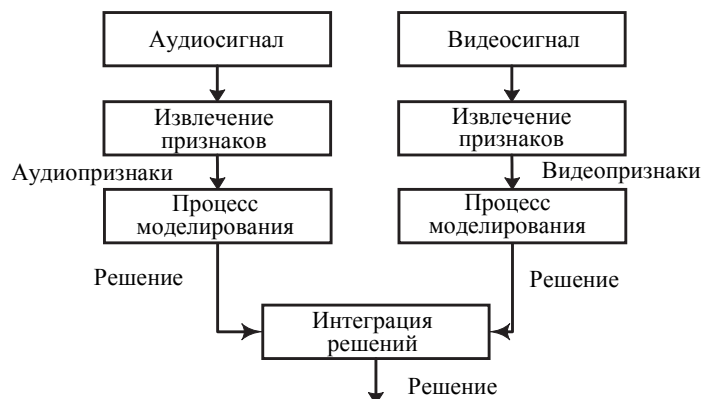 Аудиосигнал
Видеосигнал
Извлечение
признаков
Извлечение
признаков
Аудиопризнаки
Видеопризнаки
Процесс
моделирования
Процесс
моделирования
Решение
Решение
Интеграция
решений
Решение